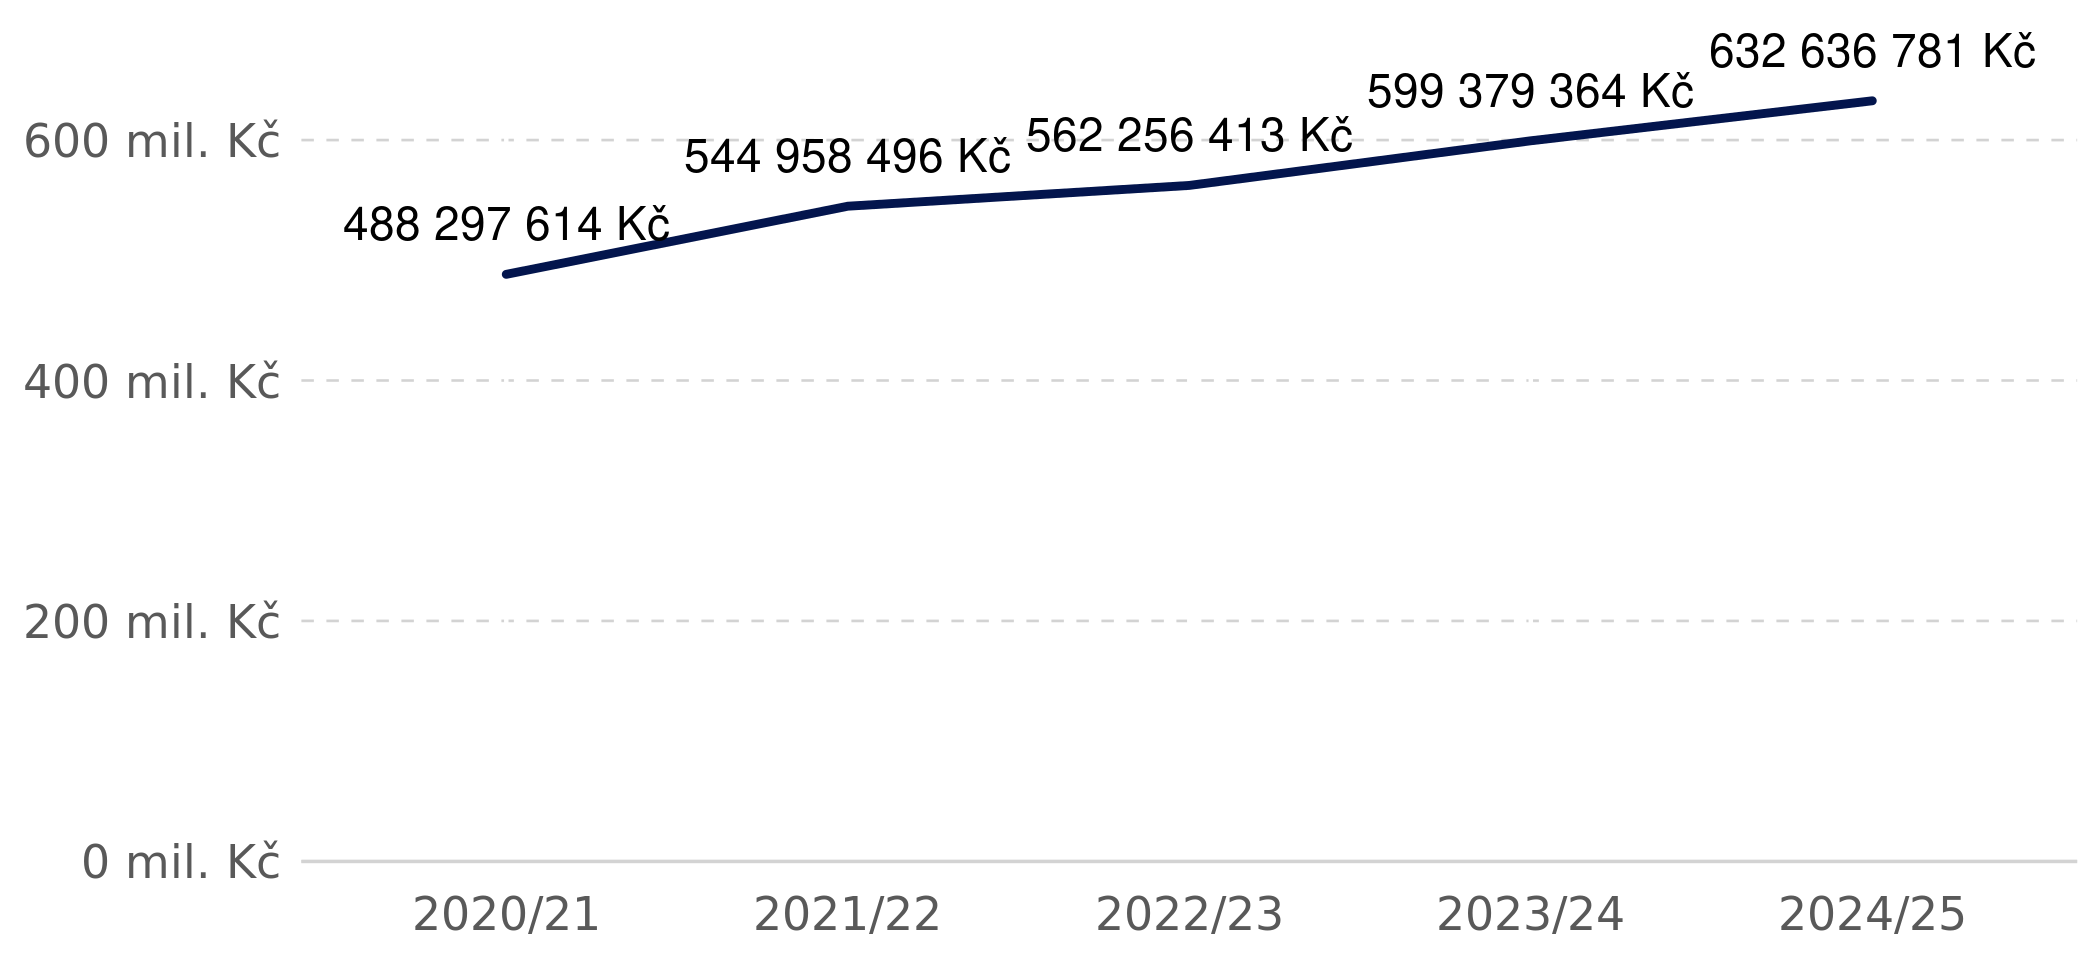 632 636 781 Kč
599 379 364 Kč
562 256 413 Kč
544 958 496 Kč
488 297 614 Kč
600 mil. Kč
400 mil. Kč
200 mil. Kč
0 mil. Kč
2020/21 2021/22 2022/23 2023/24 2024/25